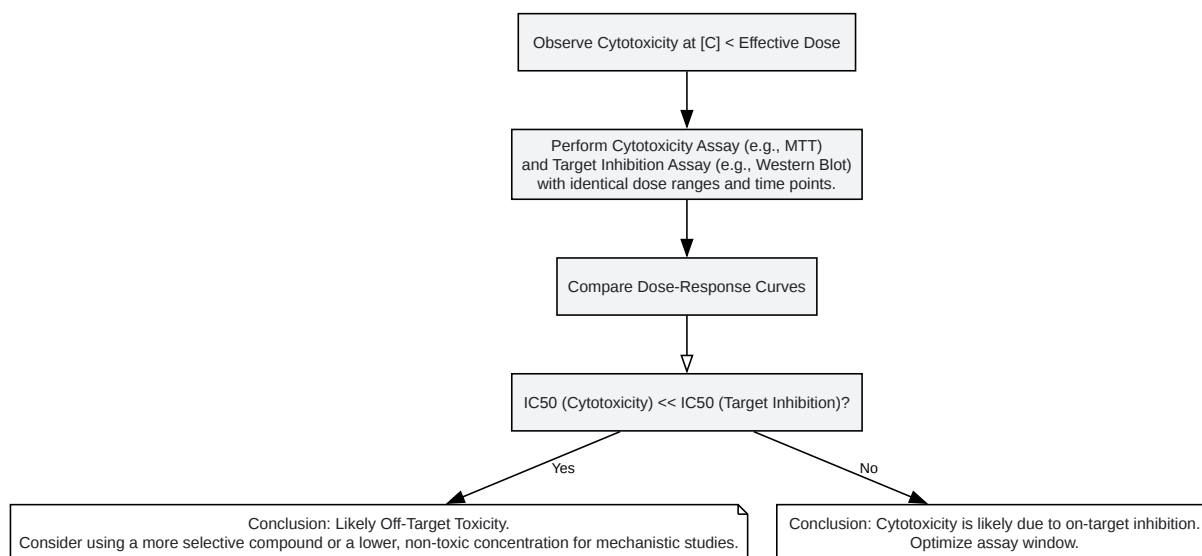 Observe Cytotoxicity at [C] < Effective Dose
Perform Cytotoxicity Assay (e.g., MTT)
and Target Inhibition Assay (e.g., Western Blot)
with identical dose ranges and time points.
Compare Dose-Response Curves
IC50 (Cytotoxicity) << IC50 (Target Inhibition)?
Yes
No
Conclusion: Likely Off-Target Toxicity.
Consider using a more selective compound or a lower, non-toxic concentration for mechanistic studies.
Conclusion: Cytotoxicity is likely due to on-target inhibition.
Optimize assay window.